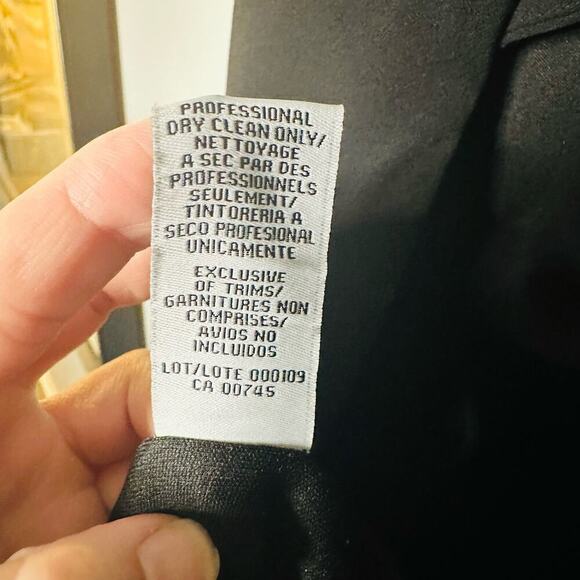 PROFESSIONAL
DRY CLEAN ONLY/
NETTOYAGE
A SEC PAR DES
PROFESSIONNELS
SEULEMENT/
TINTORERIA A
SECO PROFESIONAL
UNICAMENTE
EXCLUSIVE
OF TRIMS/
GARNITURES NON
COMPRISES/
AVIOS NO
INCLUIDOS
LOT/LOTE 000109
CA 00745